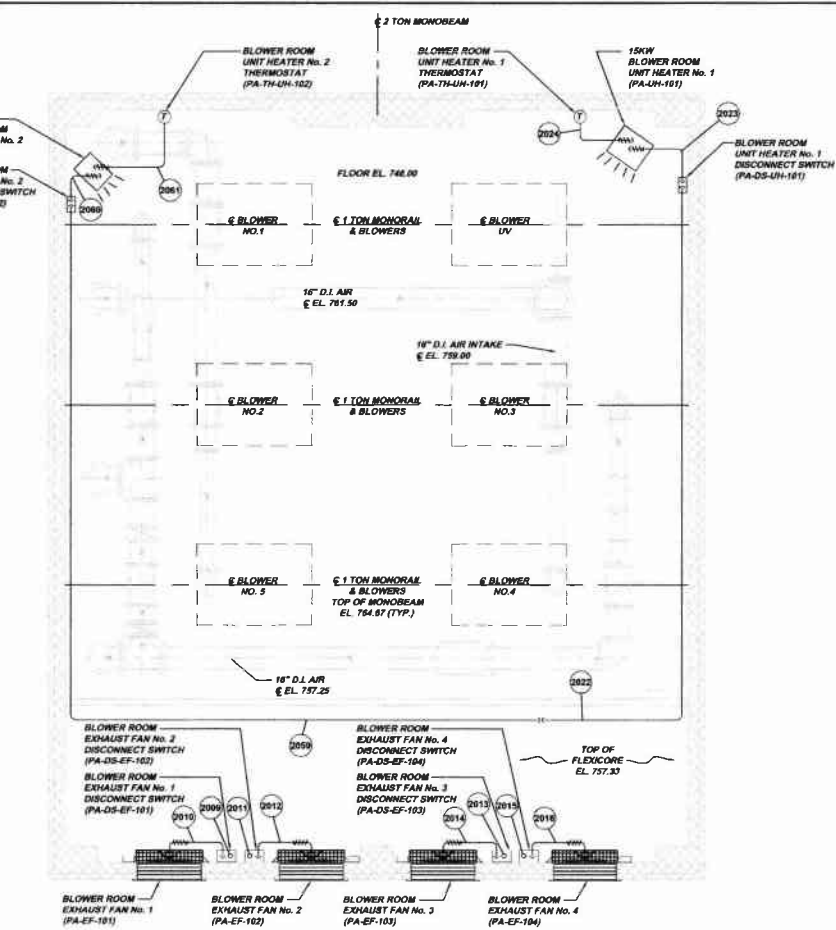 ℄ 2 TON MONOBEAM
BLOWER ROOM
UNIT HEATER No. 2
THERMOSTAT
(PA-TH-UH-102)
BLOWER ROOM
UNIT HEATER No. 1
THERMOSTAT
(PA-TH-UH-101)
15KW
BLOWER ROOM
UNIT HEATER No. 1
(PA-UH-101)
T
T
2024
2023
No. 2
No. 2
SWITCH
2060
2061
BLOWER ROOM
UNIT HEATER No. 1
DISCONNECT SWITCH
(PA-DS-UH-101)
FLOOR EL. 748.00
℄ BLOWER
NO.1
℄ 1 TON MONORAIL
& BLOWERS
℄ BLOWER
UV
16" D.I. AIR
℄ EL. 761.50
16" D.I. AIR INTAKE
℄ EL. 759.00
℄ BLOWER
NO.2
℄ 1 TON MONORAIL
& BLOWERS
℄ BLOWER
NO.3
℄ BLOWER
NO. 5
℄ 1 TON MONORAIL
& BLOWERS
TOP OF MONOBEAM
EL. 764.67 (TYP.)
℄ BLOWER
NO.4
16" D.I. AIR
℄ EL. 757.25
2022
2059
TOP OF
FLEXICORE
EL. 757.33
BLOWER ROOM
EXHAUST FAN No. 2
DISCONNECT SWITCH
(PA-DS-EF-102)
BLOWER ROOM
EXHAUST FAN No. 1
DISCONNECT SWITCH
(PA-DS-EF-101)
BLOWER ROOM
EXHAUST FAN No. 4
DISCONNECT SWITCH
(PA-DS-EF-104)
BLOWER ROOM
EXHAUST FAN No. 3
DISCONNECT SWITCH
(PA-DS-EF-103)
2010
2009
2011
2012
2014
2013
2015
2016
BLOWER ROOM
EXHAUST FAN No. 1
(PA-EF-101)
BLOWER ROOM
EXHAUST FAN No. 2
(PA-EF-102)
BLOWER ROOM
EXHAUST FAN No. 3
(PA-EF-103)
BLOWER ROOM
EXHAUST FAN No. 4
(PA-EF-104)